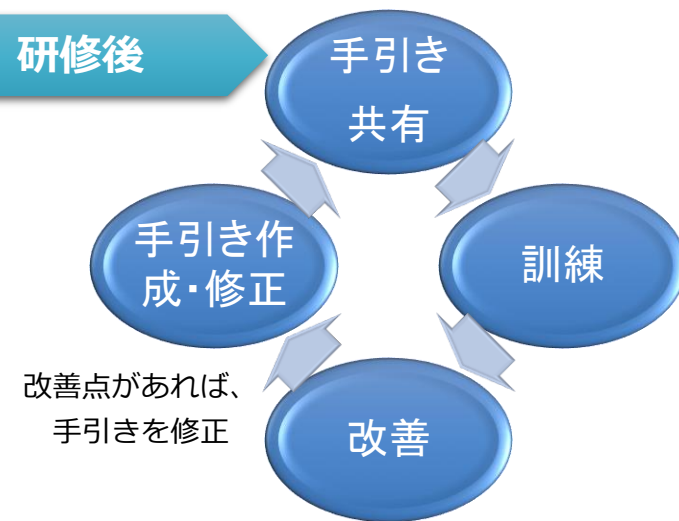 研修後
手引き
共有
手引き作
成・修正
訓練
改善点があれば、
手引きを修正
改善